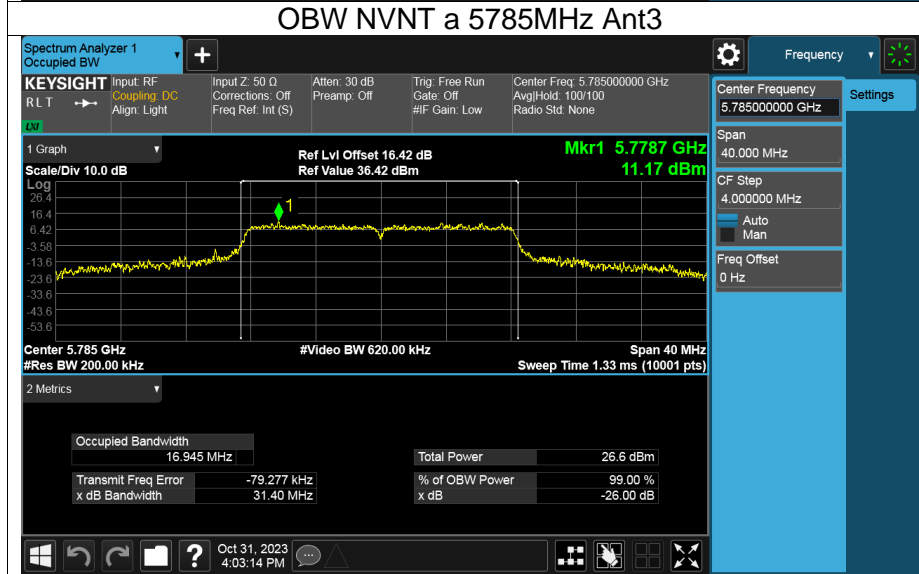 OBW NVNT a 5785MHz Ant3
Spectrum Analyzer 1
Occupied BW
Frequency
KEYSIGHT
RLT
LXI
Input: RF
Coupling: DC
Align: Light
Input Z: 50 Ω
Corrections: Off
Freq Ref: Int (S)
Atten: 30 dB
Preamp: Off
Trig: Free Run
Gate: Off
#IF Gain: Low
Center Freq: 5.785000000 GHz
Avg|Hold: 100/100
Radio Std: None
Center Frequency
5.785000000 GHz
Settings
Span
40.000 MHz
CF Step
4.000000 MHz
Auto
Man
Freq Offset
0 Hz
1 Graph
Scale/Div 10.0 dB
Ref Lvl Offset 16.42 dB
Ref Value 36.42 dBm
Mkr1 5.7787 GHz
11.17 dBm
Log
26.4
16.4
6.42
-3.58
-13.6
-23.6
-33.6
-43.6
-53.6
1
Center 5.785 GHz
#Res BW 200.00 kHz
#Video BW 620.00 kHz
Span 40 MHz
Sweep Time 1.33 ms (10001 pts)
2 Metrics
Occupied Bandwidth
16.945 MHz
Total Power 26.6 dBm
Transmit Freq Error -79.277 kHz
% of OBW Power 99.00 %
x dB Bandwidth 31.40 MHz
x dB -26.00 dB
Oct 31, 2023
4:03:14 PM